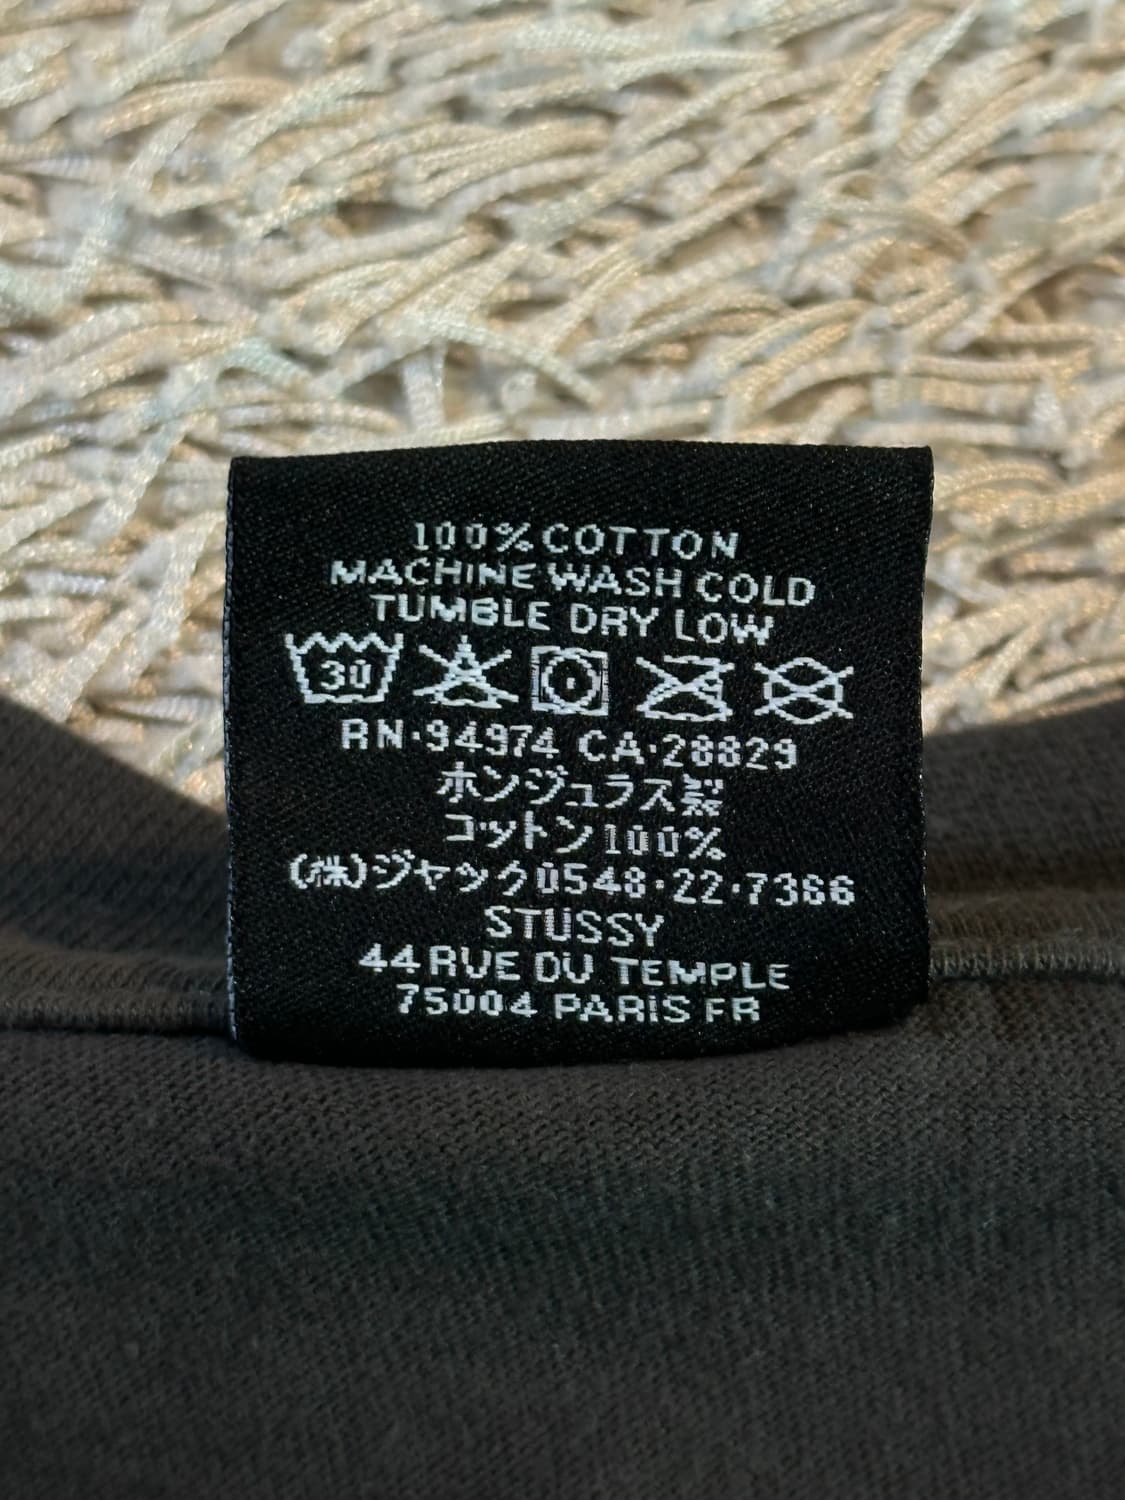 100% COTTON
MACHINE WASH COLD
TUMBLE DRY LOW
30
RN·94974 CA·28829
ホンジュラス製
コットン100%
(株)ジャック0548·22·7366
STÜSSY
44 RUE DU TEMPLE
75004 PARIS FR